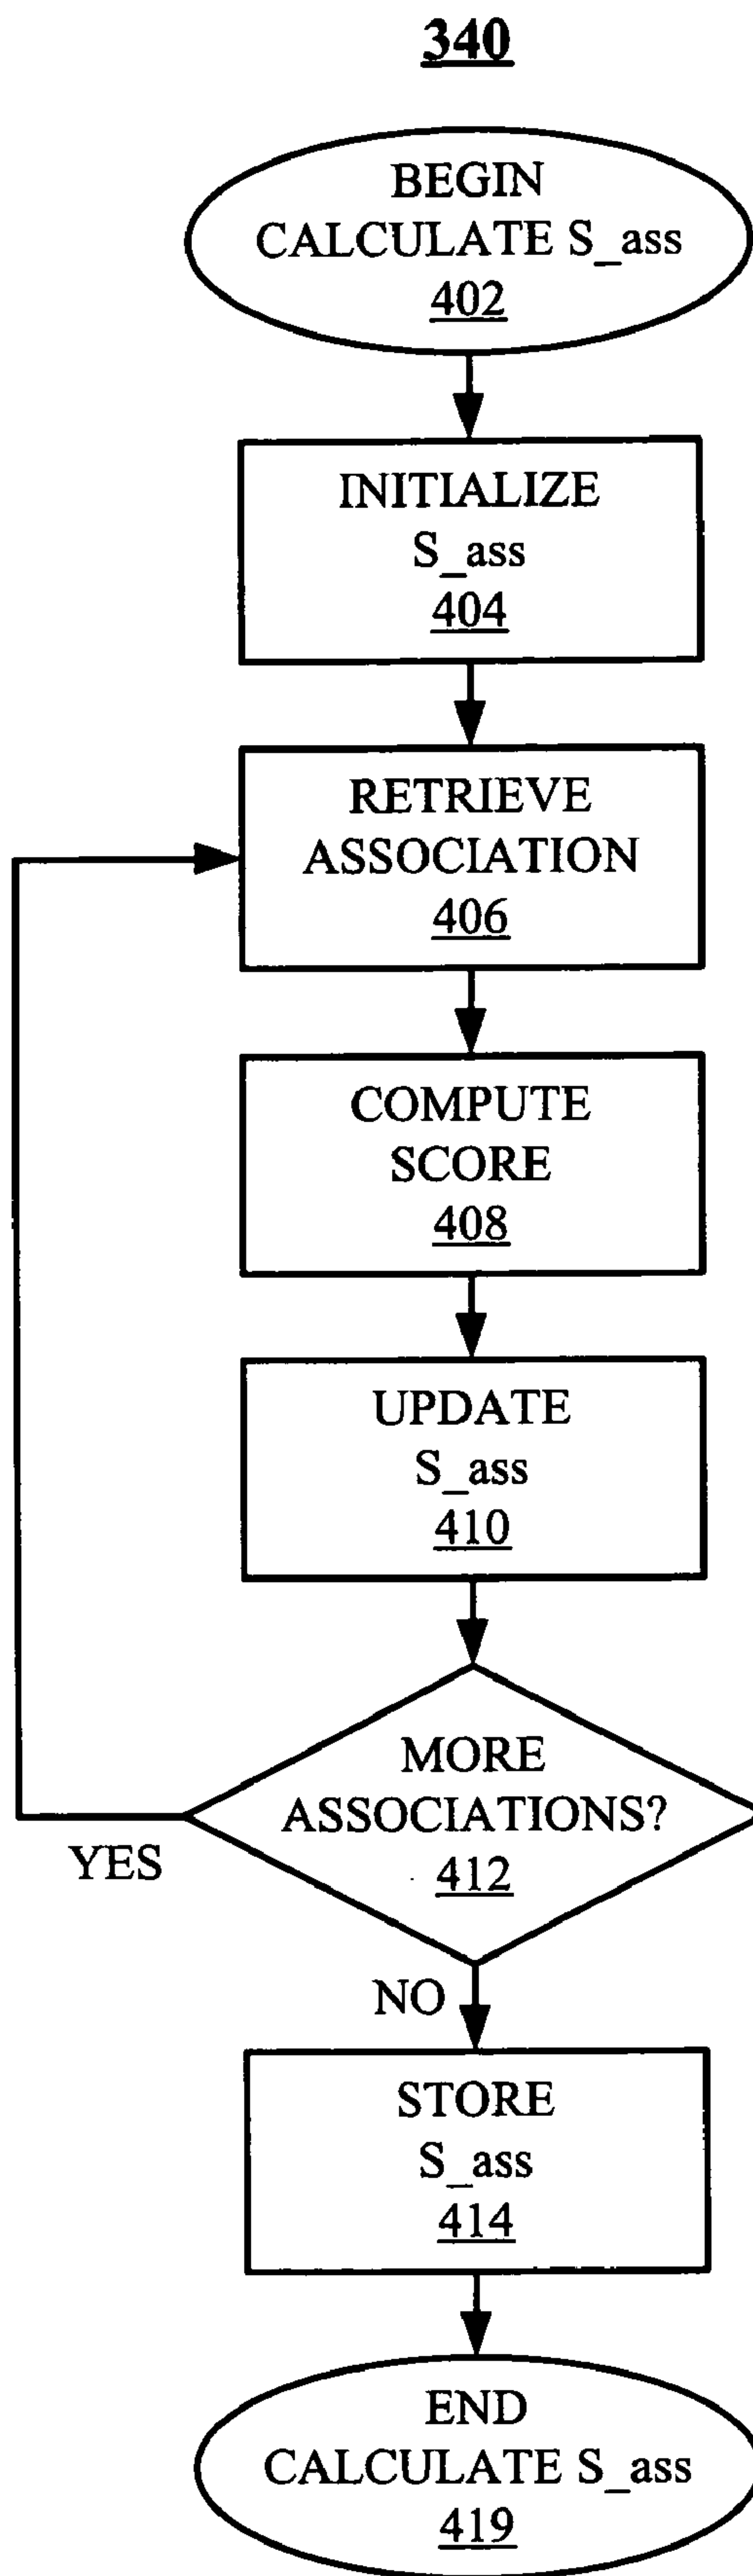 340
BEGIN
CALCULATE S_ass
402
INITIALIZE
S_ass
404
RETRIEVE
ASSOCIATION
406
COMPUTE
SCORE
408
UPDATE
S_ass
410
MORE
ASSOCIATIONS?
412
YES
NO
STORE
S_ass
414
END
CALCULATE S_ass
419